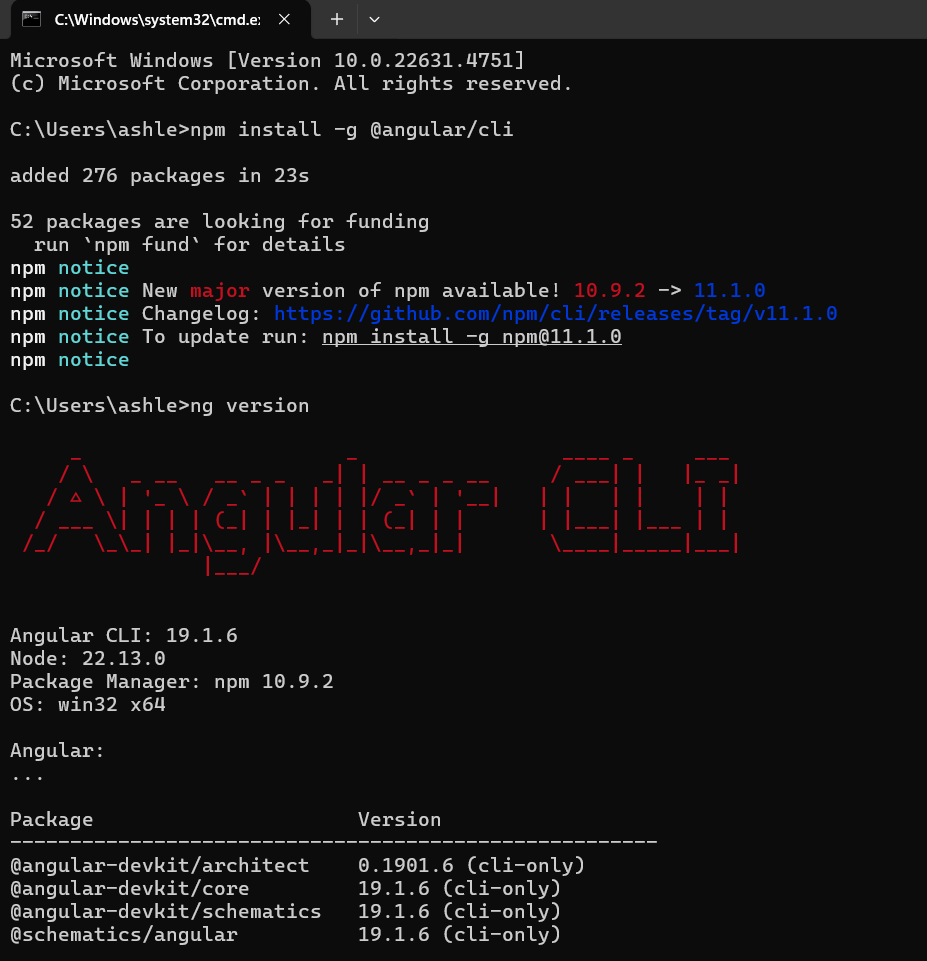 C:\Windows\system32\cmd.e:
Microsoft Windows [Version 10.0.22631.4751]
(c) Microsoft Corporation. All rights reserved.
C:\Users\ashle>npm install -g @angular/cli
added 276 packages in 23s
52 packages are looking for funding
  run `npm fund` for details
npm notice
npm notice New major version of npm available! 10.9.2 -> 11.1.0
npm notice Changelog: https://github.com/npm/cli/releases/tag/v11.1.0
npm notice To update run: npm install -g npm@11.1.0
npm notice
C:\Users\ashle>ng version
Angular CLI
Angular CLI: 19.1.6
Node: 22.13.0
Package Manager: npm 10.9.2
OS: win32 x64
Angular:
...
Package Version
------------------------------------------------------
@angular-devkit/architect 0.1901.6 (cli-only)
@angular-devkit/core 19.1.6 (cli-only)
@angular-devkit/schematics 19.1.6 (cli-only)
@schematics/angular 19.1.6 (cli-only)